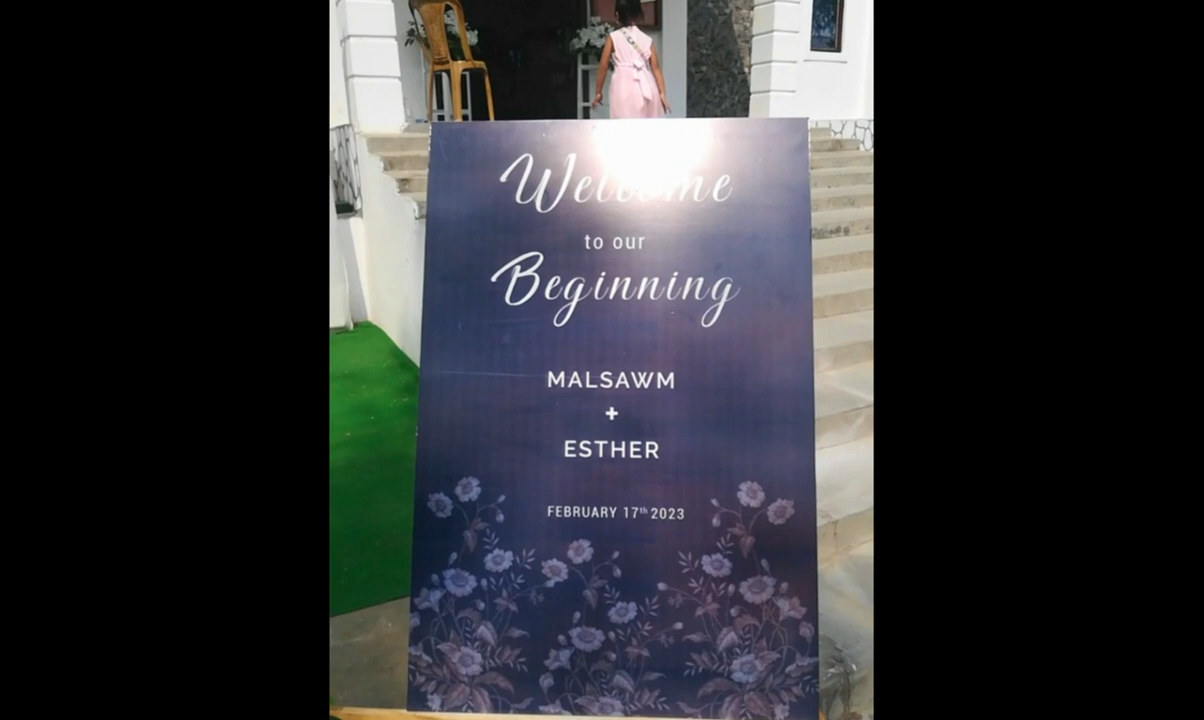 Welcome
to our
Beginning
MALSAWM
+
ESTHER
FEBRUARY 17th 2023